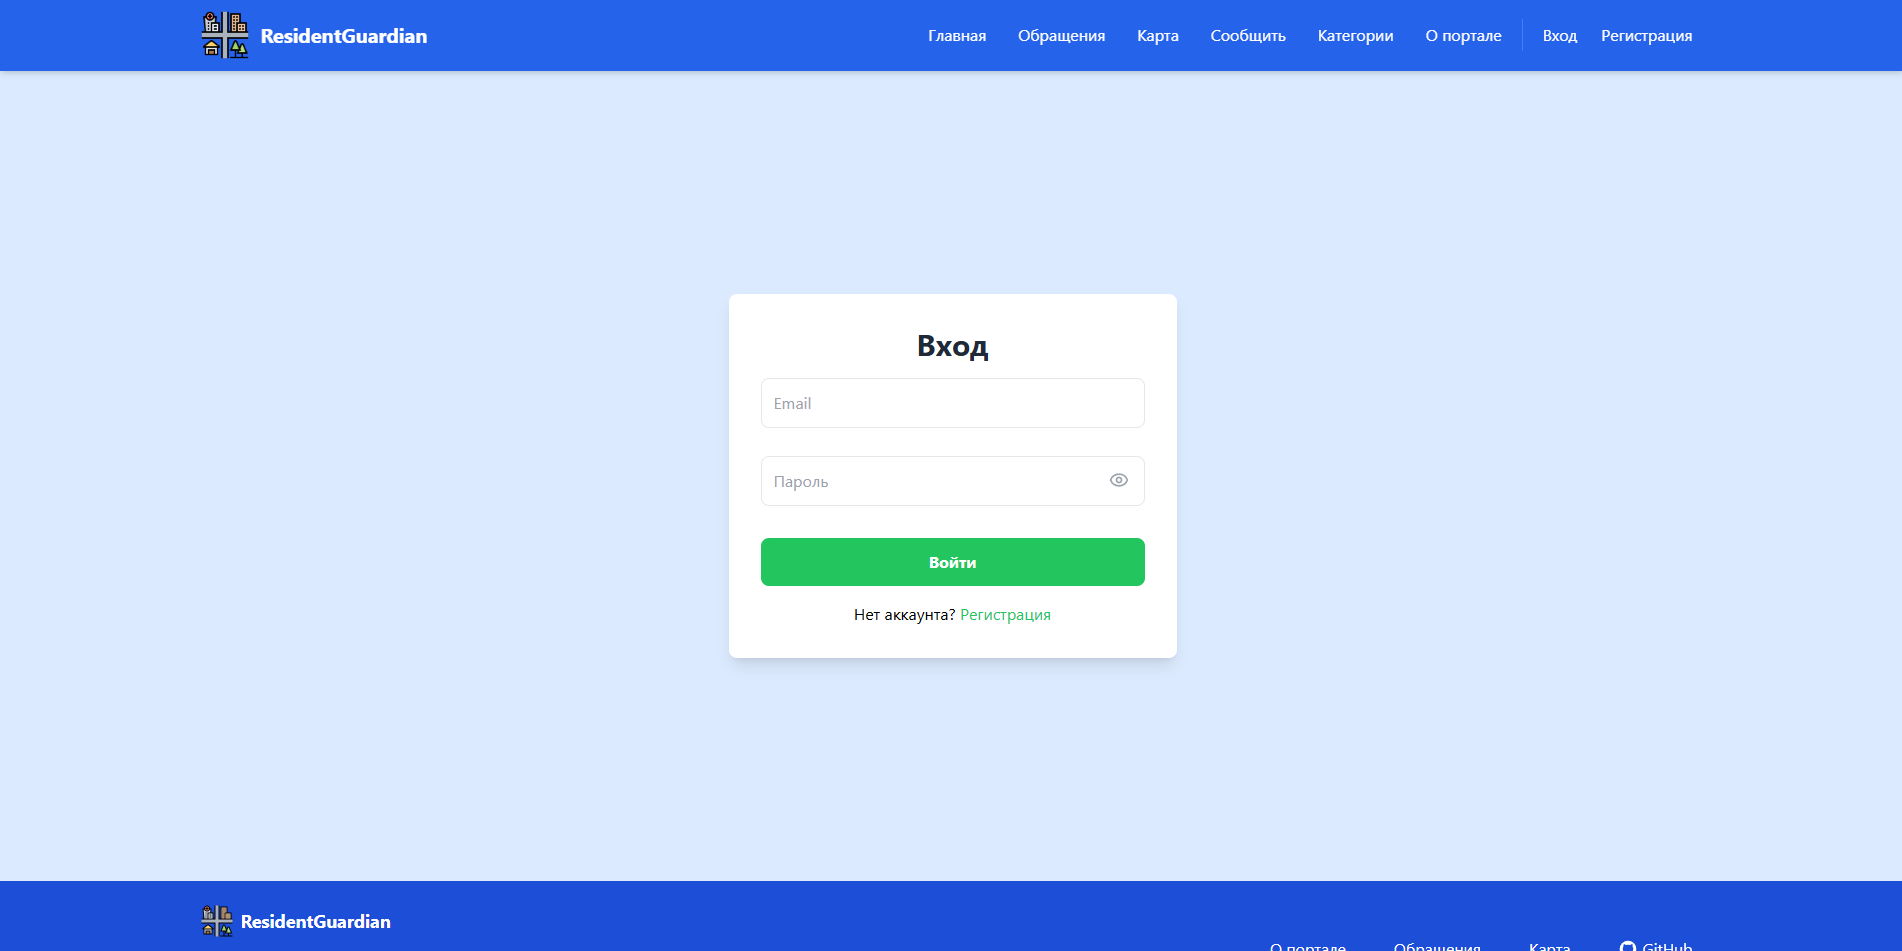 ResidentGuardian
Главная Обращения Карта Сообщить Категории О портале Вход Регистрация
Вход
Email
Пароль
Войти
Нет аккаунта? Регистрация
ResidentGuardian
О портале Обращения Карта GitHub